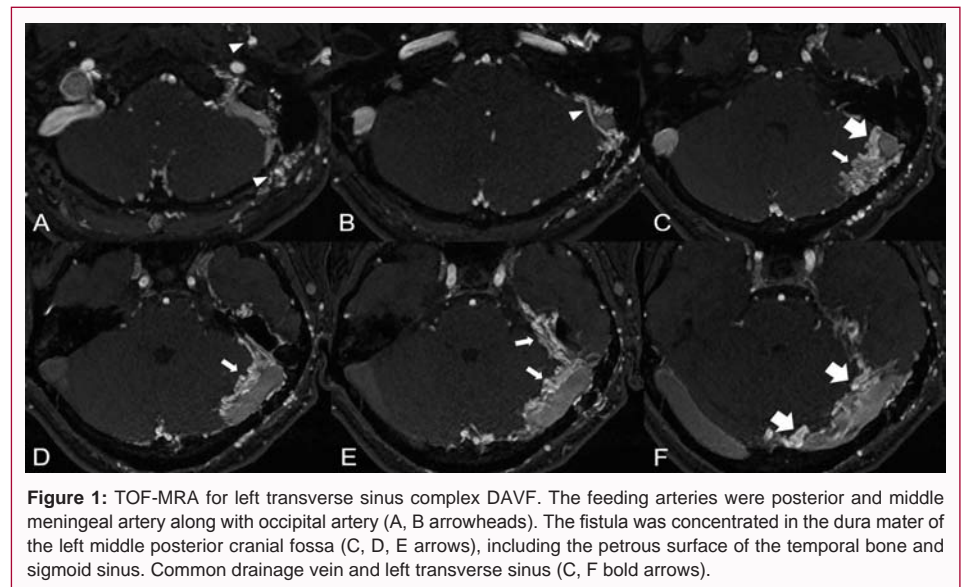 A
B
C
D
E
F
Figure 1: TOF-MRA for left transverse sinus complex DAVF. The feeding arteries were posterior and middle
meningeal artery along with occipital artery (A, B arrowheads). The fistula was concentrated in the dura mater of
the left middle posterior cranial fossa (C, D, E arrows), including the petrous surface of the temporal bone and
sigmoid sinus. Common drainage vein and left transverse sinus (C, F bold arrows).